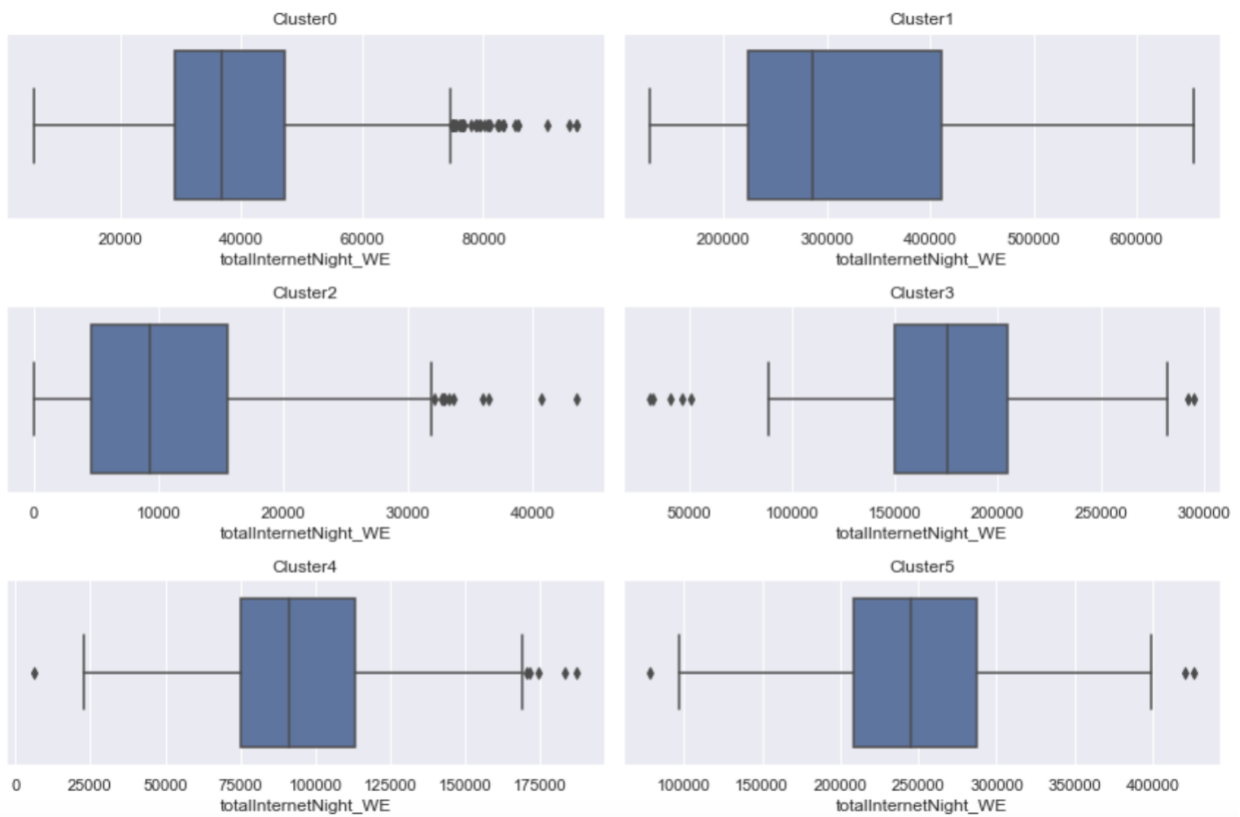 Cluster0
Cluster1
20000 40000 60000 80000
200000 300000 400000 500000 600000
totalInternetNight_WE
totalInternetNight_WE
Cluster2
Cluster3
0 10000 20000 30000 40000
50000 100000 150000 200000 250000 300000
totalInternetNight_WE
totalInternetNight_WE
Cluster4
Cluster5
0 25000 50000 75000 100000 125000 150000 175000
100000 150000 200000 250000 300000 350000 400000
totalInternetNight_WE
totalInternetNight_WE